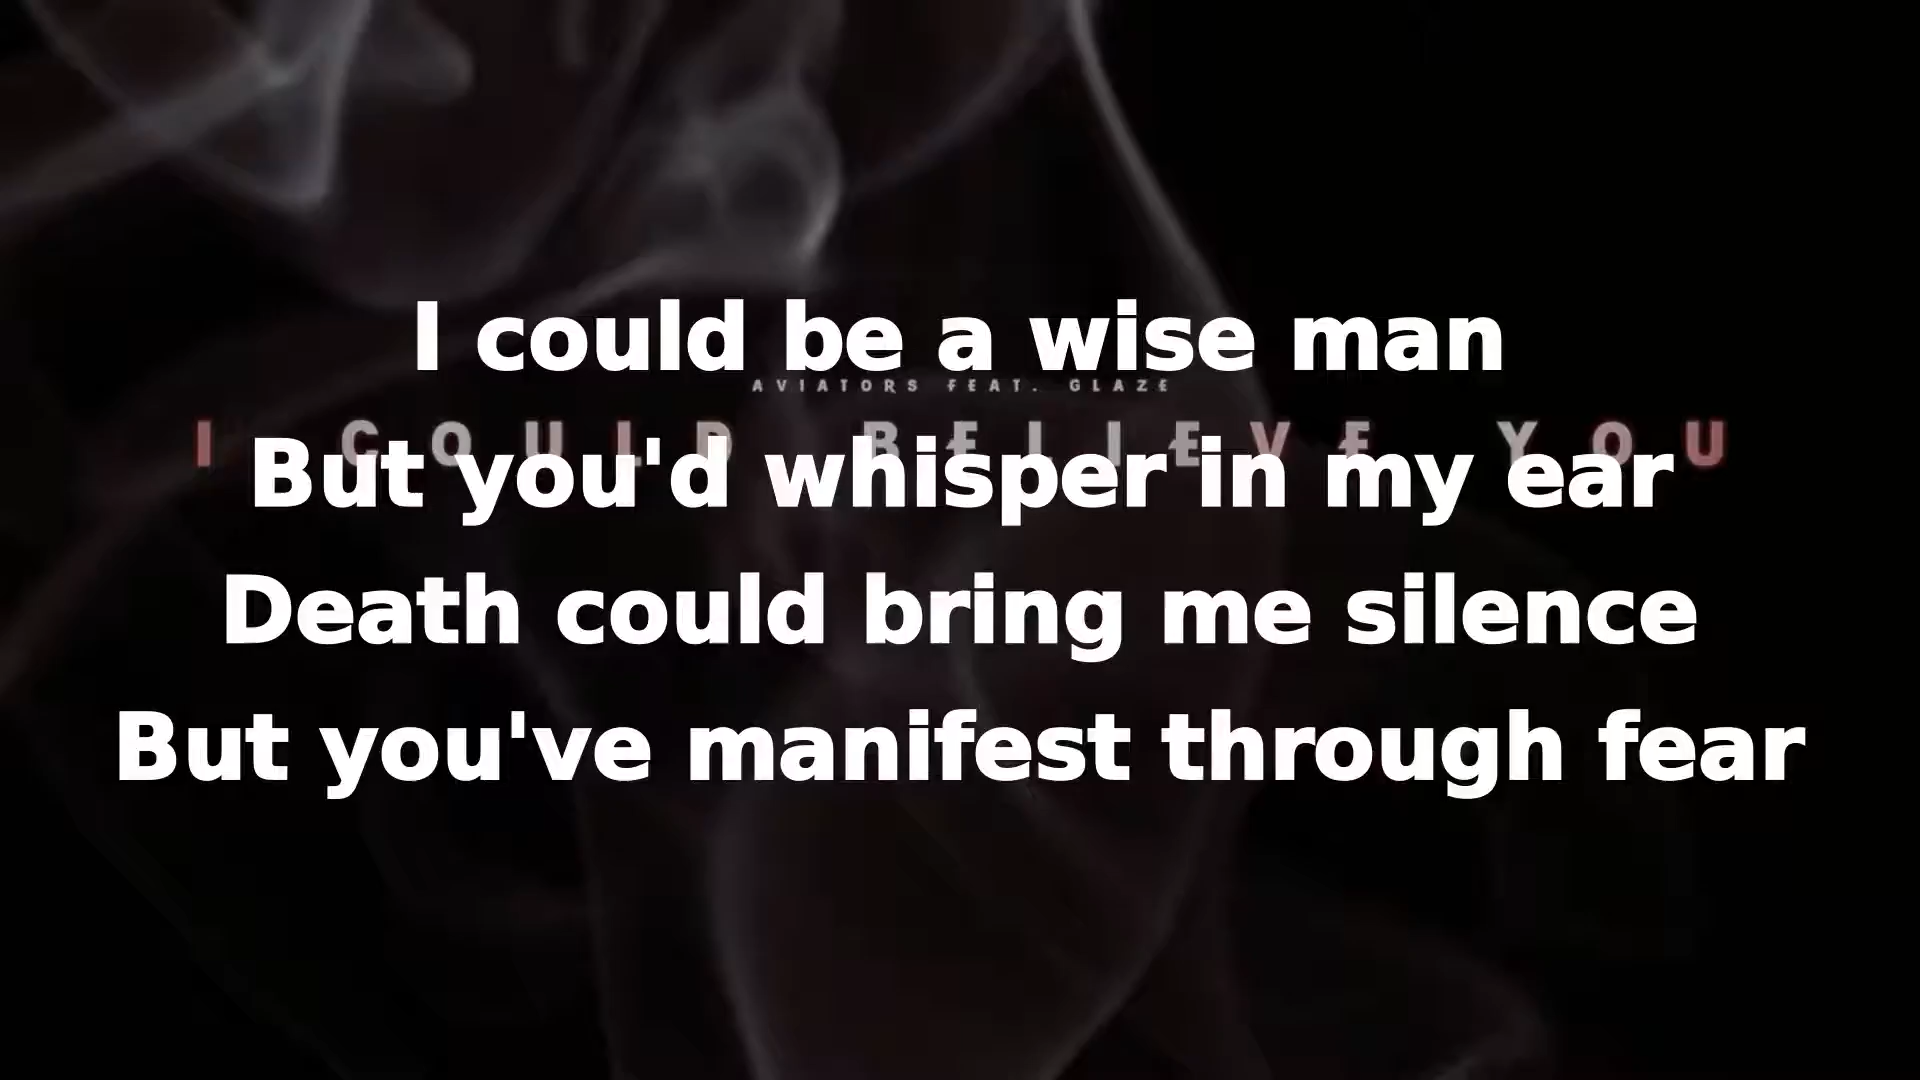 I could be a wise man
AVIATORS FEAT. GLAZE
I COULD BELIEVE YOU
But you'd whisper in my ear
Death could bring me silence
But you've manifest through fear